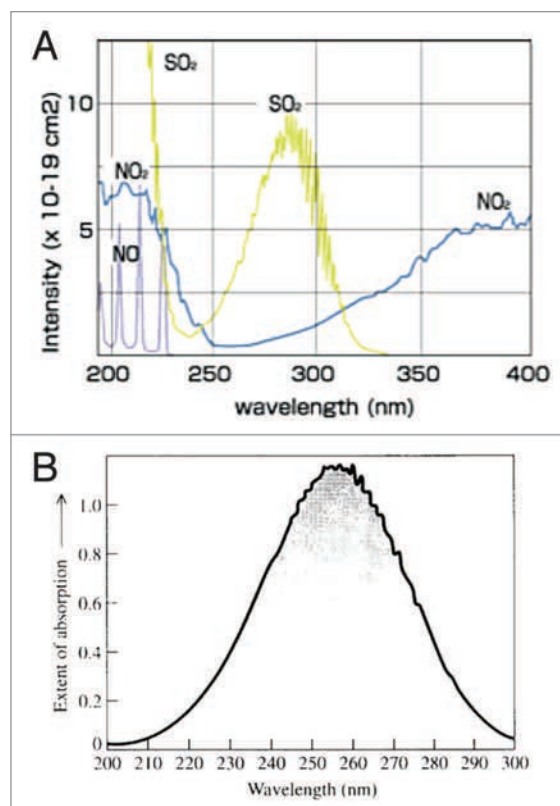 A
SO₂
SO₂
NO₂
NO₂
NO
10
5
Intensity (x 10-19 cm2)
200 250 300 350 400
wavelength (nm)
B
1.0
0.8
0.6
0.4
0.2
0
Extent of absorption
200 210 220 230 240 250 260 270 280 290 300
Wavelength (nm)